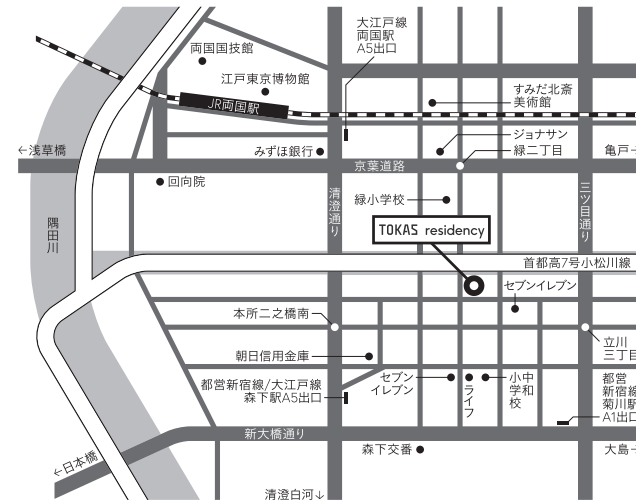 両国国技館
大江戸線
両国駅
A5出口
江戸東京博物館
JR両国駅
すみだ北斎
美術館
ジョナサン
←浅草橋
みずほ銀行
緑二丁目
亀戸→
京葉道路
回向院
清澄通り
三ツ目通り
緑小学校
隅田川
TOKAS residency
首都高7号小松川線
セブンイレブン
本所二之橋南
立川
三丁目
朝日信用金庫
都営新宿線/大江戸線
森下駅A5出口
セブン
イレブン
ライフ
小中
学和
校
都営
新宿線
菊川駅
A1出口
新大橋通り
←日本橋
森下交番
大島→
清澄白河↓